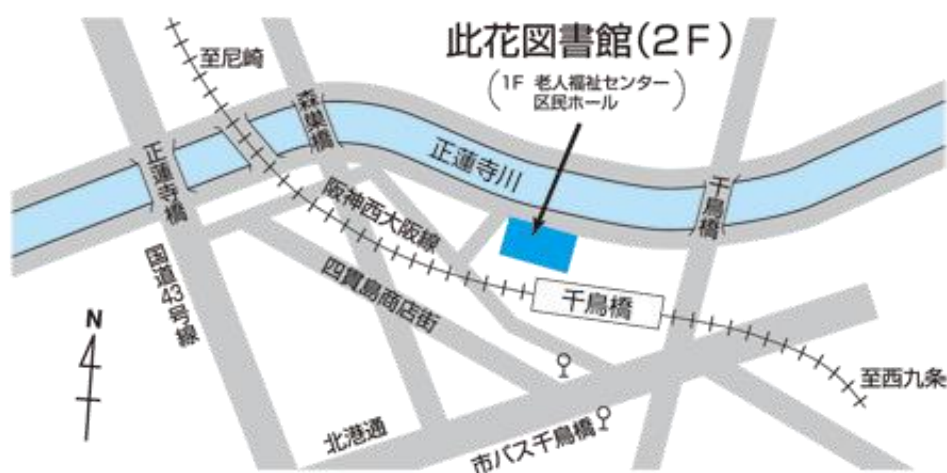 此花図書館(2F)
(1F 老人福祉センター
区民ホール)
至尼崎
森巣橋
正蓮寺橋
正蓮寺川
千鳥橋
阪神西大阪線
国道43号線
四貫島商店街
千鳥橋
N
至西九条
北港通
市バス千鳥橋